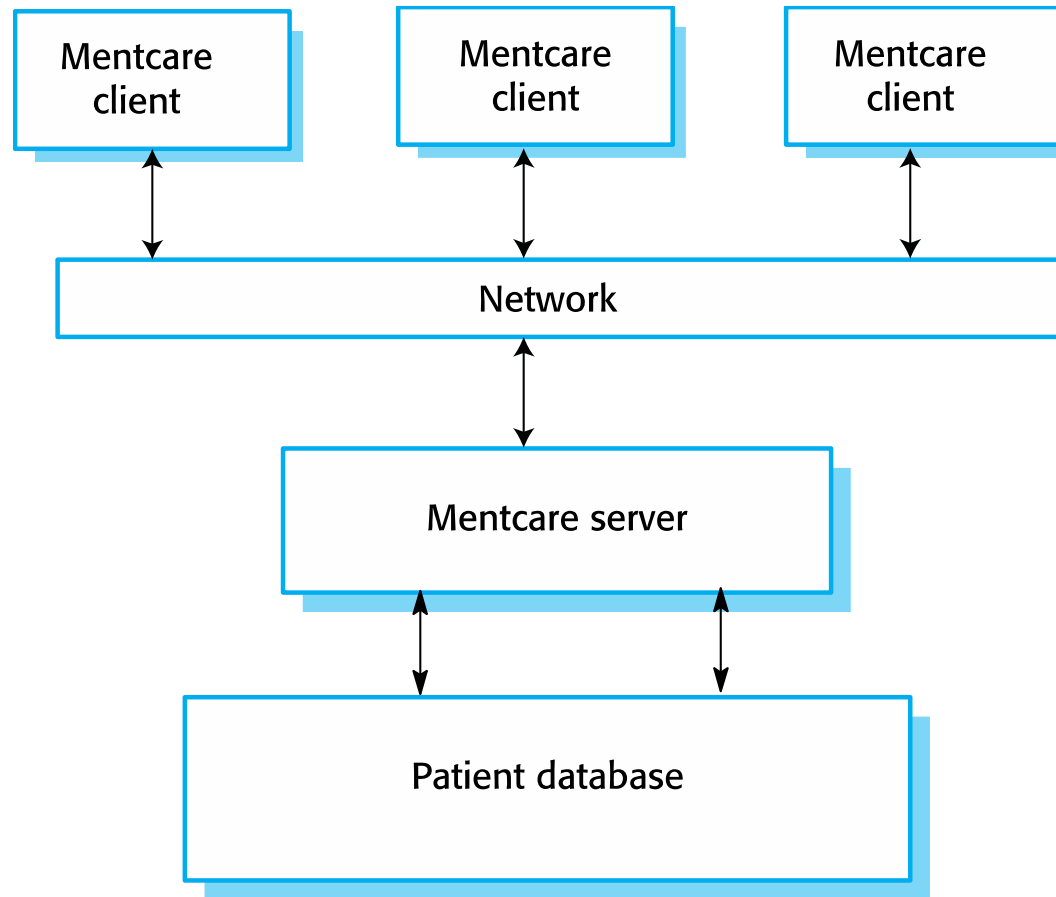 Mentcare
client
Mentcare
client
Mentcare
client
Network
Mentcare server
Patient database